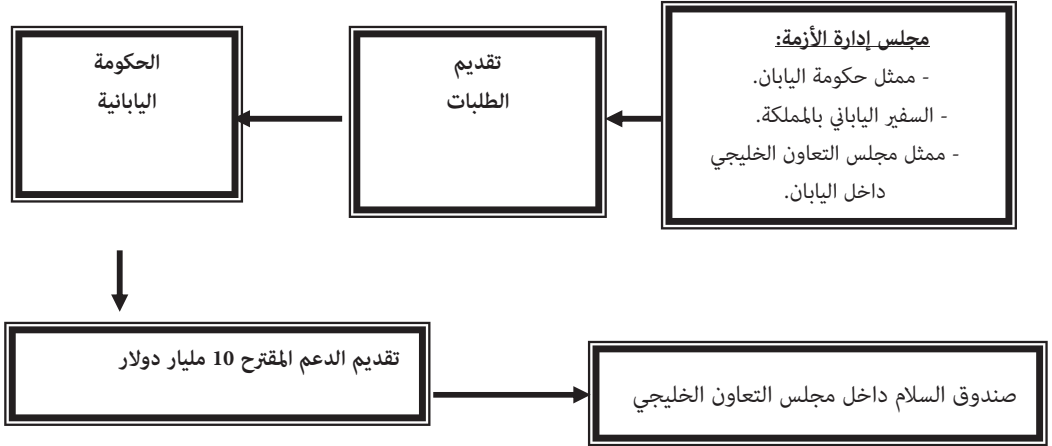 مجلس إدارة الأزمة:
- ممثل حكومة اليابان.
- السفير الياباني بالمملكة.
- ممثل مجلس التعاون الخليجي
داخل اليابان.
تقديم
الطلبات
الحكومة
اليابانية
تقديم الدعم المقترح 10 مليار دولار
صندوق السلام داخل مجلس التعاون الخليجي